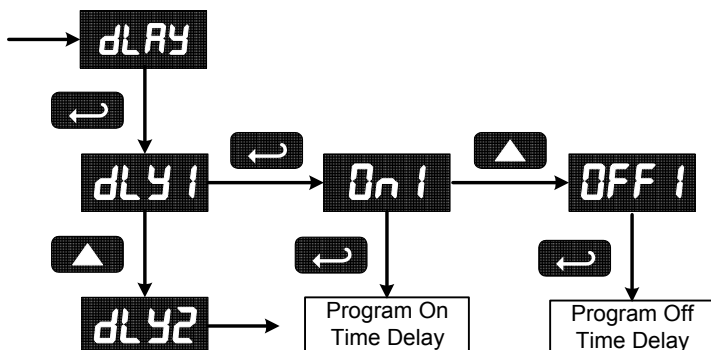 dLAY
dLY1
On1
OFF1
dLY2
Program On
Time Delay
Program Off
Time Delay